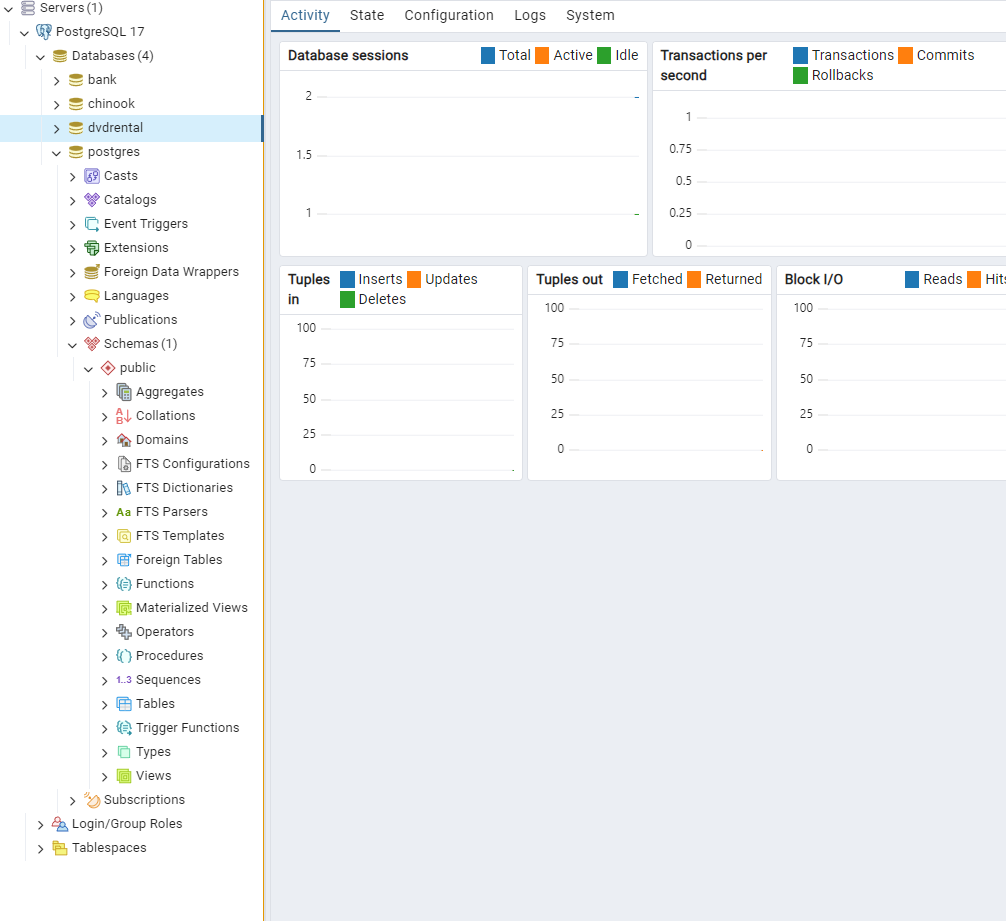 Servers (1)
PostgreSQL 17
Databases (4)
bank
chinook
dvdrental
postgres
Casts
Catalogs
Event Triggers
Extensions
Foreign Data Wrappers
Languages
Publications
Schemas (1)
public
Aggregates
Collations
Domains
FTS Configurations
FTS Dictionaries
Aa FTS Parsers
FTS Templates
Foreign Tables
Functions
Materialized Views
Operators
Procedures
1..3 Sequences
Tables
Trigger Functions
Types
Views
Subscriptions
Login/Group Roles
Tablespaces
Activity State Configuration Logs System
Database sessions Total Active Idle
2
1.5
1
Transactions per second Transactions Commits
Rollbacks
1
0.75
0.5
0.25
0
Tuples in Inserts Updates
Deletes
100
75
50
25
0
Tuples out Fetched Returned
100
75
50
25
0
Block I/O Reads Hits
100
75
50
25
0